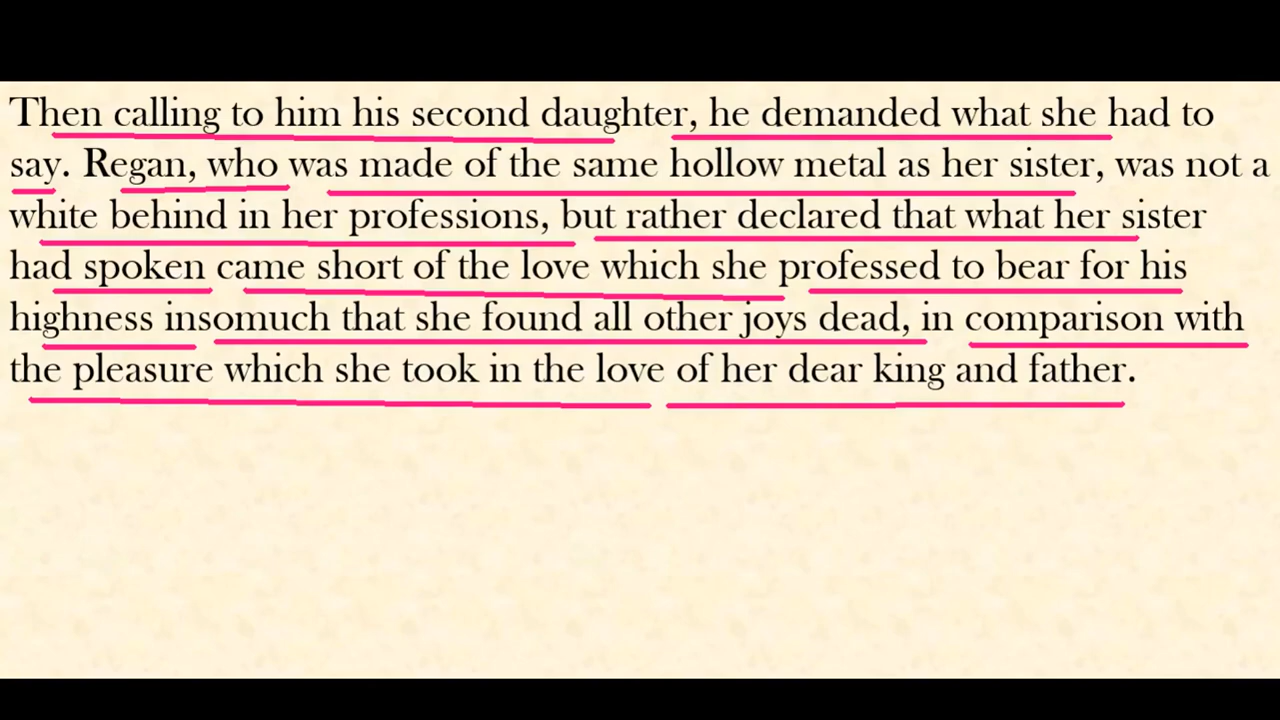 Then calling to him his second daughter, he demanded what she had to
say. Regan, who was made of the same hollow metal as her sister, was not a
white behind in her professions, but rather declared that what her sister
had spoken came short of the love which she professed to bear for his
highness insomuch that she found all other joys dead, in comparison with
the pleasure which she took in the love of her dear king and father.